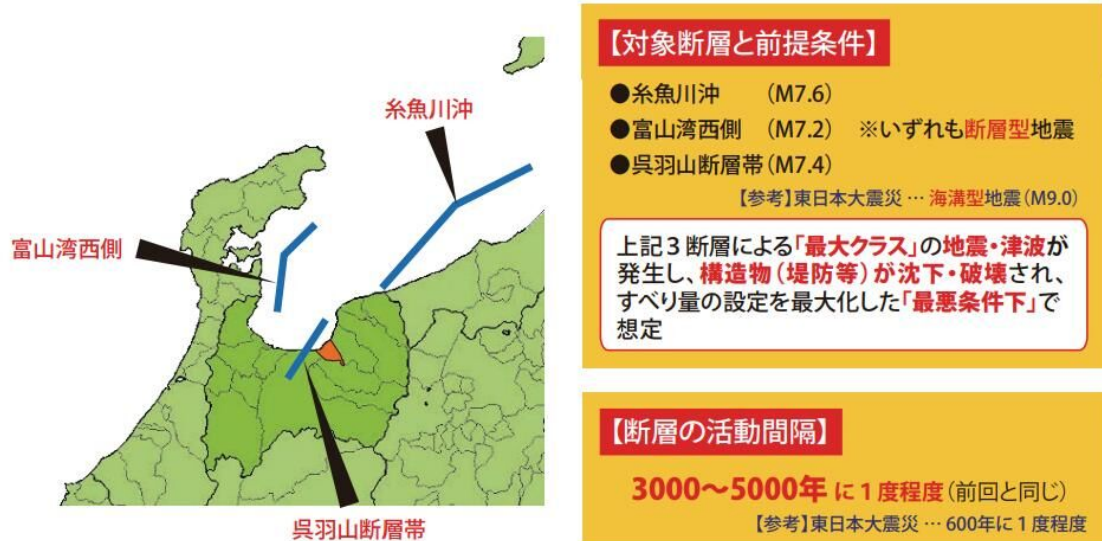 糸魚川沖
富山湾西側
呉羽山断層帯
【対象断層と前提条件】
●糸魚川沖 (M7.6)
●富山湾西側 (M7.2) ※いずれも断層型地震
●呉羽山断層帯(M7.4)
【参考】東日本大震災 … 海溝型地震(M9.0)
上記3断層による「最大クラス」の地震・津波が
発生し、構造物(堤防等)が沈下・破壊され、
すべり量の設定を最大化した「最悪条件下」で
想定
【断層の活動間隔】
3000〜5000年に1度程度(前回と同じ)
【参考】東日本大震災 … 600年に1度程度